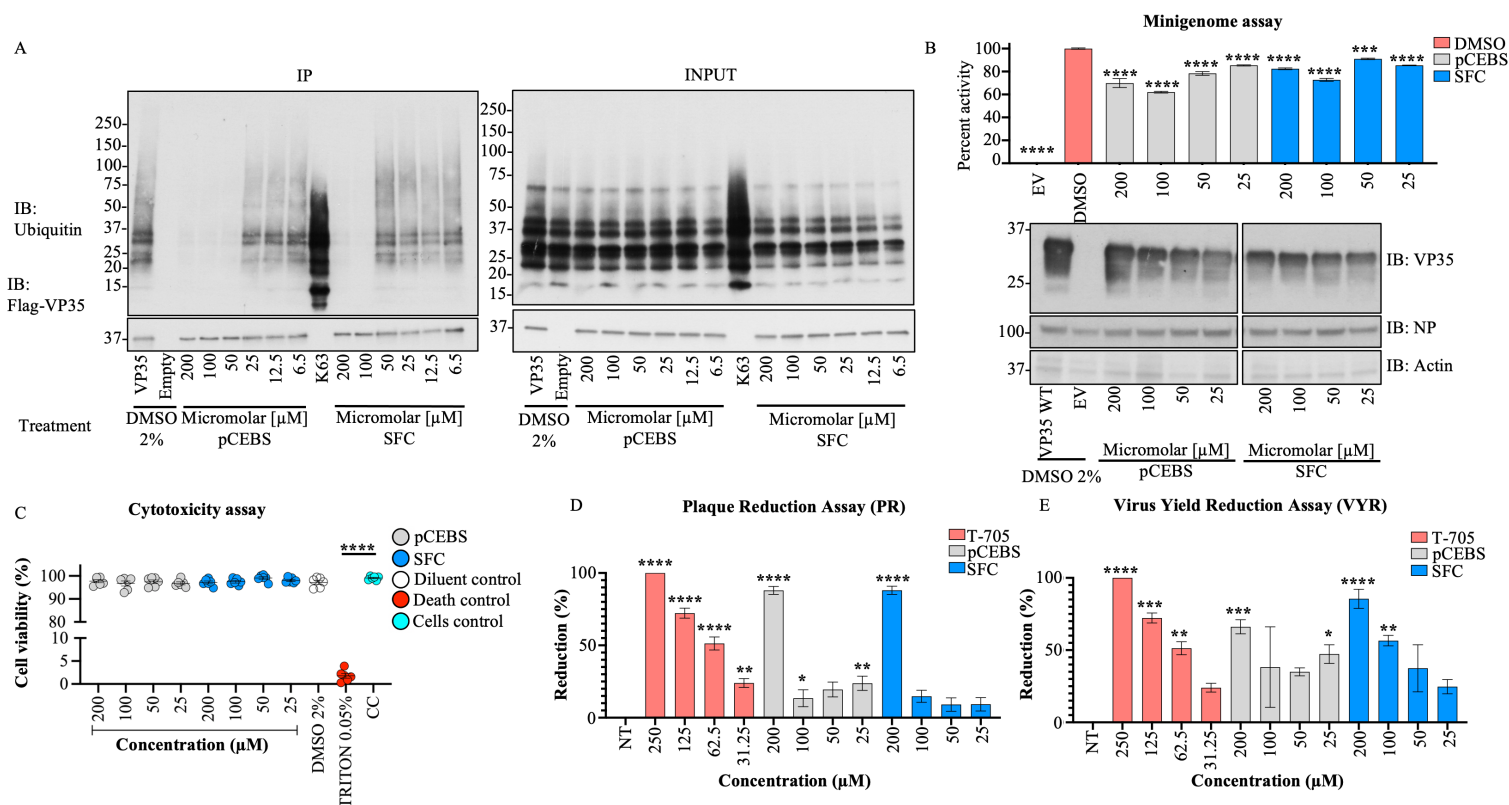 A
IP
INPUT
250
150
100
75
50
37
25
20
15
37
IB:
Ubiquitin
IB:
Flag-VP35
250
150
100
75
50
37
25
20
15
37
VP35
Empty
200
100
50
25
12.5
6.5
K63
200
100
50
25
12.5
6.5
VP35
Empty
200
100
50
25
12.5
6.5
K63
200
100
50
25
12.5
6.5
Treatment
DMSO
2%
Micromolar [µM]
pCEBS
Micromolar [µM]
SFC
DMSO
2%
Micromolar [µM]
pCEBS
Micromolar [µM]
SFC
B
Minigenome assay
DMSO
pCEBS
SFC
Percent activity
100
80
60
40
20
0
**** **** **** **** **** **** **** *** ****
EV
DMSO
200
100
50
25
200
100
50
25
37
25
IB: VP35
100
IB: NP
37
IB: Actin
VP35 WT
EV
200
100
50
25
200
100
50
25
DMSO 2%
Micromolar [µM]
pCEBS
Micromolar [µM]
SFC
C
Cytotoxicity assay
pCEBS
SFC
Diluent control
Death control
Cells control
****
Cell viability (%)
100
90
80
10
5
0
200
100
50
25
200
100
50
25
DMSO 2%
TRITON 0.05%
CC
Concentration (µM)
D
Plaque Reduction Assay (PR)
T-705
pCEBS
SFC
Reduction (%)
100
50
0
**** **** **** ** **** * ** ****
NT
250
125
62.5
31.25
200
100
50
25
200
100
50
25
Concentration (µM)
E
Virus Yield Reduction Assay (VYR)
T-705
pCEBS
SFC
Reduction (%)
100
50
0
**** *** ** *** * **** **
NT
250
125
62.5
31.25
200
100
50
25
200
100
50
25
Concentration (µM)